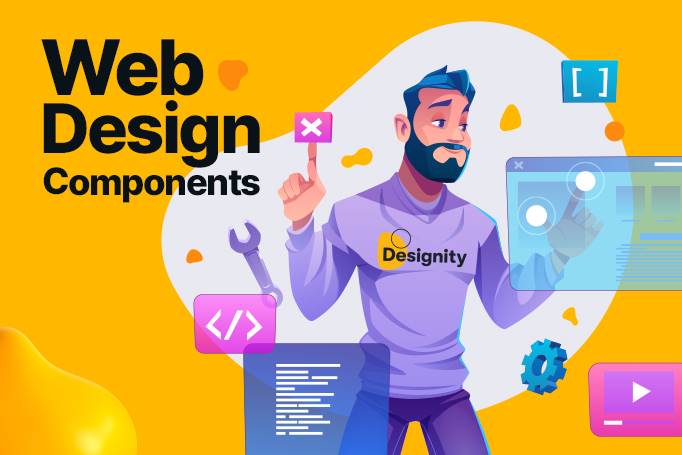 Web
Design
Components
[ ]
Designity
</>